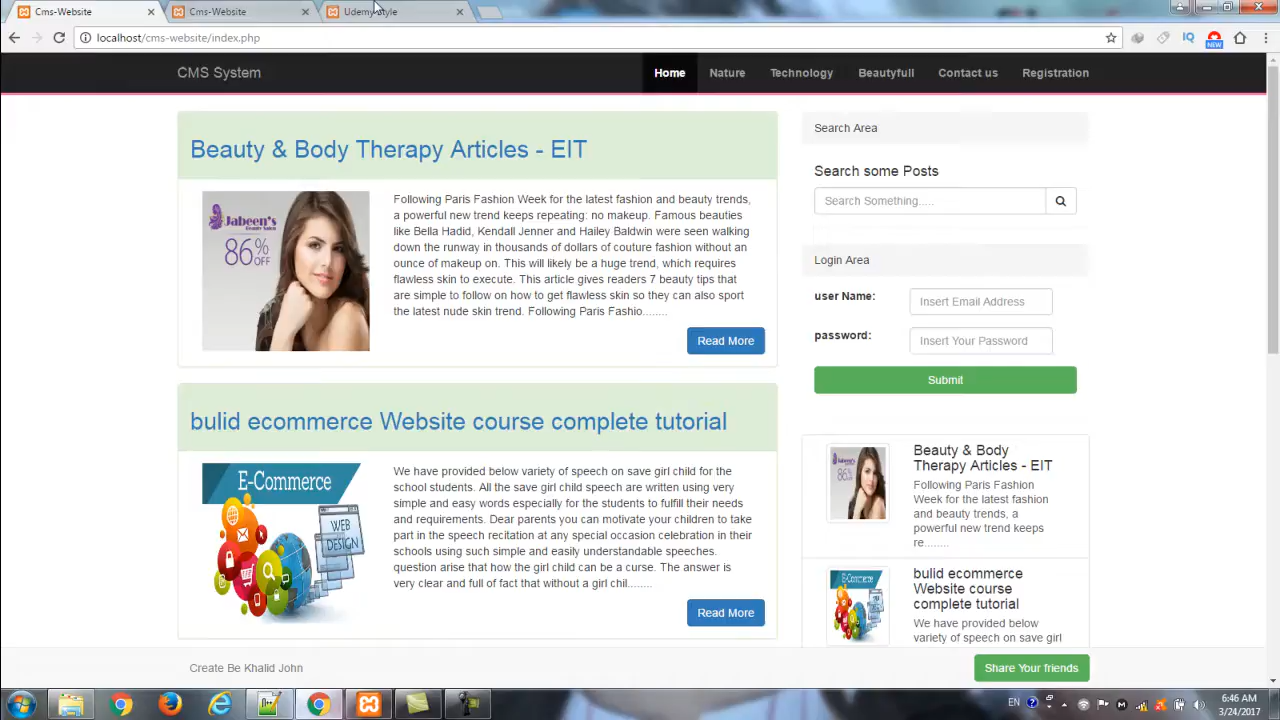 Cms-Website
Cms-Website
Udemy style
localhost/cms-website/index.php
NEW
CMS System
Home
Nature
Technology
Beautyfull
Contact us
Registration
Beauty & Body Therapy Articles - EIT
Jabeen's
86%
OFF
Following Paris Fashion Week for the latest fashion and beauty trends,
a powerful new trend keeps repeating: no makeup. Famous beauties
like Bella Hadid, Kendall Jenner and Hailey Baldwin were seen walking
down the runway in thousands of dollars of couture fashion without an
ounce of makeup on. This will likely be a huge trend, which requires
flawless skin to execute. This article gives readers 7 beauty tips that
are simple to follow on how to get flawless skin so they can also sport
the latest nude skin trend. Following Paris Fashio........
Read More
bulid ecommerce Website course complete tutorial
E-Commerce
WEB
DESIGN
We have provided below variety of speech on save girl child for the
school students. All the save girl child speech are written using very
simple and easy words especially for the students to fulfill their needs
and requirements. Dear parents you can motivate your children to take
part in the speech recitation at any special occasion celebration in their
schools using such simple and easily understandable speeches.
question arise that how the girl child can be a curse. The answer is
very clear and full of fact that without a girl chil........
Read More
Search Area
Search some Posts
Search Something.....
Login Area
user Name:
Insert Email Address
password:
Insert Your Password
Submit
Beauty & Body
Therapy Articles - EIT
Following Paris Fashion
Week for the latest fashion
and beauty trends, a
powerful new trend keeps
re........
bulid ecommerce
Website course
complete tutorial
We have provided below
variety of speech on save girl
Create Be Khalid John
Share Your friends
EN
6:46 AM
3/24/2017